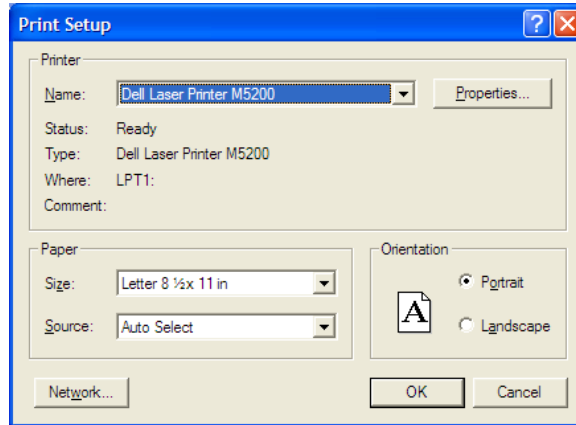 Print Setup
Printer
Name: Dell Laser Printer M5200 Properties...
Status: Ready
Type: Dell Laser Printer M5200
Where: LPT1:
Comment:
Paper
Size: Letter 8 ½x 11 in
Source: Auto Select
Orientation
A
Portrait
Landscape
Network... OK Cancel